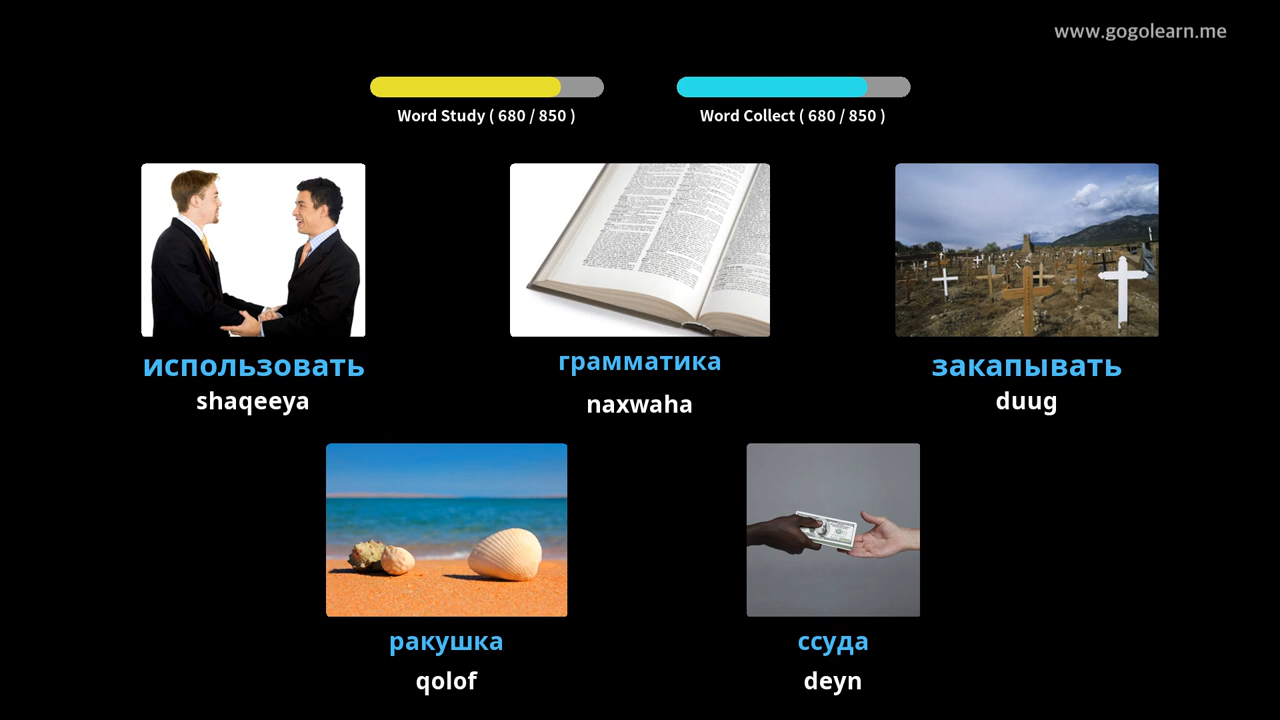 www.gogolearn.me
Word Study ( 680 / 850 )
Word Collect ( 680 / 850 )
использовать
shaqeeya
грамматика
naxwaha
закапывать
duug
ракушка
qolof
ссуда
deyn